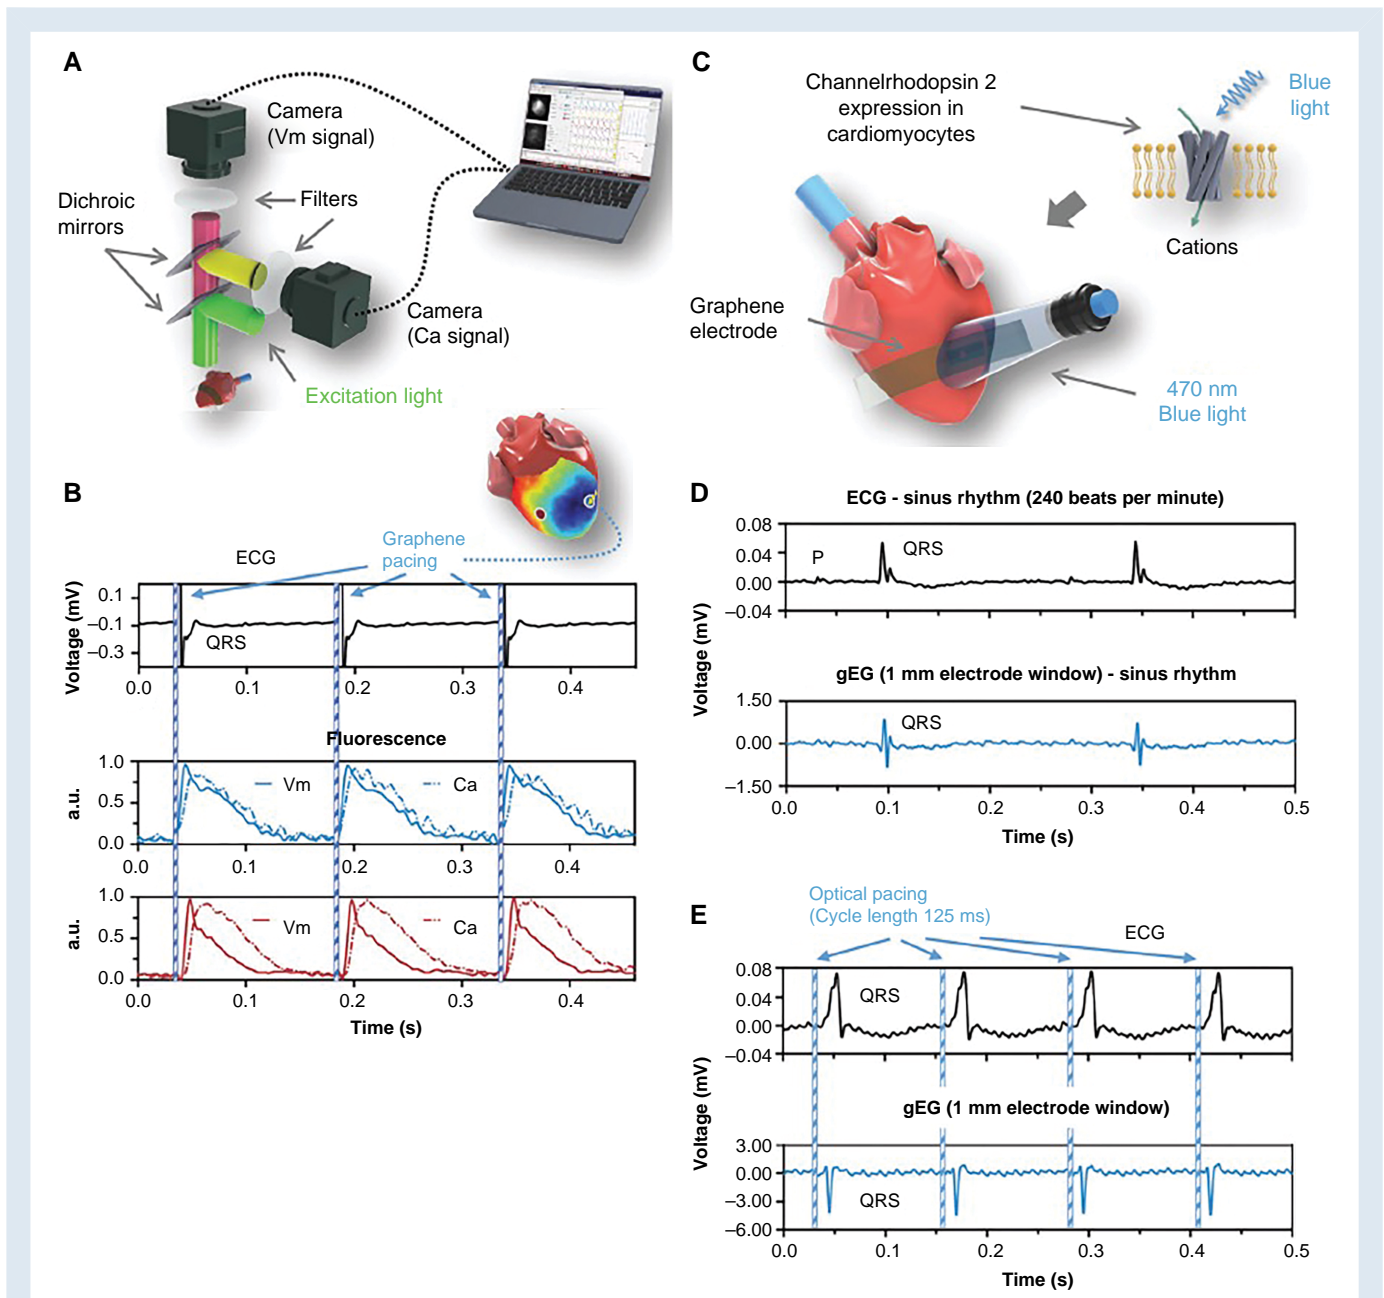 A
Camera
(Vm signal)
Dichroic
mirrors
Filters
Camera
(Ca signal)
Excitation light
B
ECG
Graphene
pacing
Voltage (mV)
0.1
–0.1
–0.3
QRS
0.0 0.1 0.2 0.3 0.4
Fluorescence
a.u.
1.0
0.5
0.0
Vm Ca
0.0 0.1 0.2 0.3 0.4
a.u.
1.0
0.5
0.0
Vm Ca
0.0 0.1 0.2 0.3 0.4
Time (s)
C
Channelrhodopsin 2
expression in
cardiomyocytes
Blue
light
Cations
Graphene
electrode
470 nm
Blue light
D
ECG - sinus rhythm (240 beats per minute)
0.08
0.04
0.00
–0.04
P
QRS
Voltage (mV)
gEG (1 mm electrode window) - sinus rhythm
1.50
0.00
–1.50
QRS
0.0 0.1 0.2 0.3 0.4 0.5
Time (s)
E
Optical pacing
(Cycle length 125 ms)
ECG
0.08
0.04
0.00
–0.04
QRS
Voltage (mV)
gEG (1 mm electrode window)
3.00
0.00
–3.00
–6.00
QRS
0.0 0.1 0.2 0.3 0.4 0.5
Time (s)